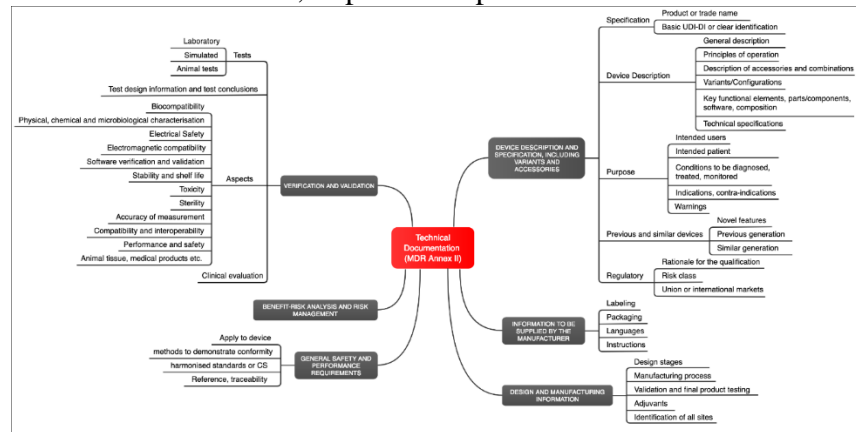 Laboratory
Simulated
Animal tests
Tests
Test design information and test conclusions
Biocompatibility
Physical, chemical and microbiological characterisation
Electrical Safety
Electromagnetic compatibility
Software verification and validation
Stability and shelf life
Toxicity
Sterility
Accuracy of measurement
Compatibility and interoperability
Performance and safety
Animal tissue, medical products etc.
Aspects
Clinical evaluation
VERIFICATION AND VALIDATION
BENEFIT-RISK ANALYSIS AND RISK
MANAGEMENT
Apply to device
methods to demonstrate conformity
harmonised standards or CS
Reference, traceability
GENERAL SAFETY AND
PERFORMANCE
REQUIREMENTS
Technical
Documentation
(MDR Annex II)
DEVICE DESCRIPTION AND
SPECIFICATION, INCLUDING
VARIANTS AND
ACCESSORIES
Specification
Product or trade name
Basic UDI-DI or clear identification
Device Description
General description
Principles of operation
Description of accessories and combinations
Variants/Configurations
Key functional elements, parts/components,
software, composition
Technical specifications
Purpose
Intended users
Intended patient
Conditions to be diagnosed,
treated, monitored
Indications, contra-indications
Warnings
Previous and similar devices
Novel features
Previous generation
Similar generation
Regulatory
Rationale for the qualification
Risk class
Union or international markets
INFORMATION TO BE
SUPPLIED BY THE
MANUFACTURER
Labeling
Packaging
Languages
Instructions
DESIGN AND MANUFACTURING
INFORMATION
Design stages
Manufacturing process
Validation and final product testing
Adjuvants
Identification of all sites